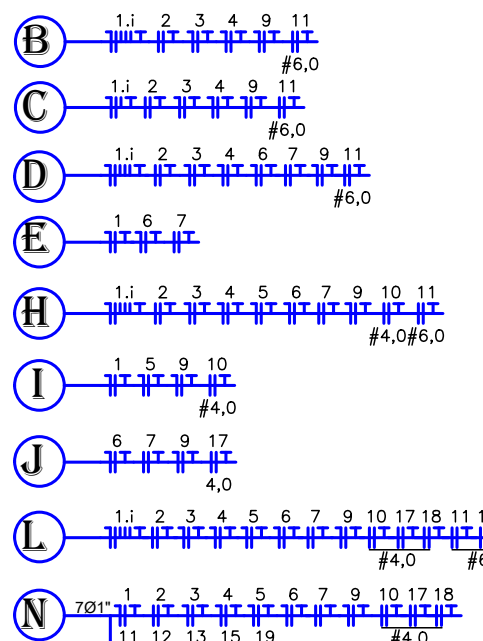 B 1.i 2 3 4 9 11
#6,0
C 1.i 2 3 4 9 11
#6,0
D 1.i 2 3 4 6 7 9 11
#6,0
E 1 6 7
H 1.i 2 3 4 5 6 7 9 10 11
#4,0 #6,0
I 1 5 9 10
#4,0
J 6 7 9 17
4,0
L 1.i 2 3 4 5 6 7 9 10 17 18 11
#4,0
N 7Ø1" 1 2 3 4 5 6 7 9 10 17 18
11 12 13 15 19 #4,0